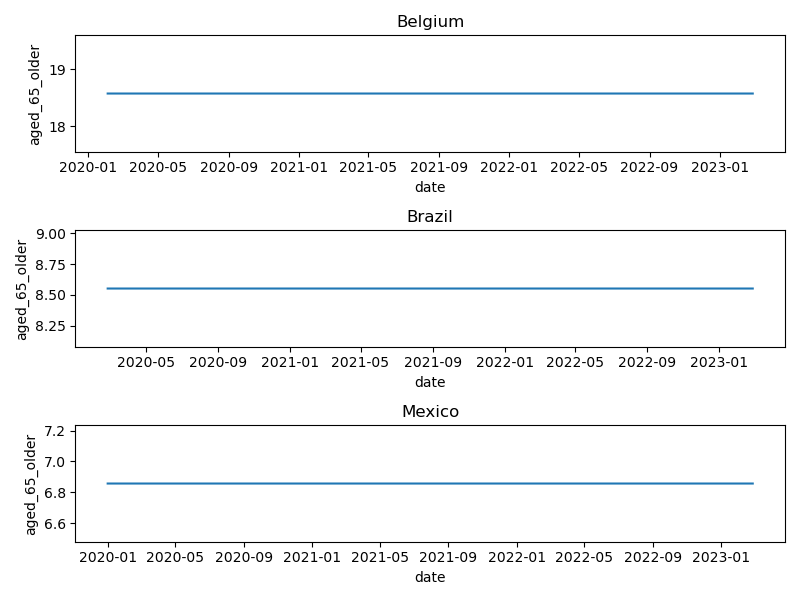 Belgium
aged_65_older
19
18
2020-01 2020-05 2020-09 2021-01 2021-05 2021-09 2022-01 2022-05 2022-09 2023-01
date
Brazil
aged_65_older
9.00
8.75
8.50
8.25
2020-05 2020-09 2021-01 2021-05 2021-09 2022-01 2022-05 2022-09 2023-01
date
Mexico
aged_65_older
7.2
7.0
6.8
6.6
2020-01 2020-05 2020-09 2021-01 2021-05 2021-09 2022-01 2022-05 2022-09 2023-01
date